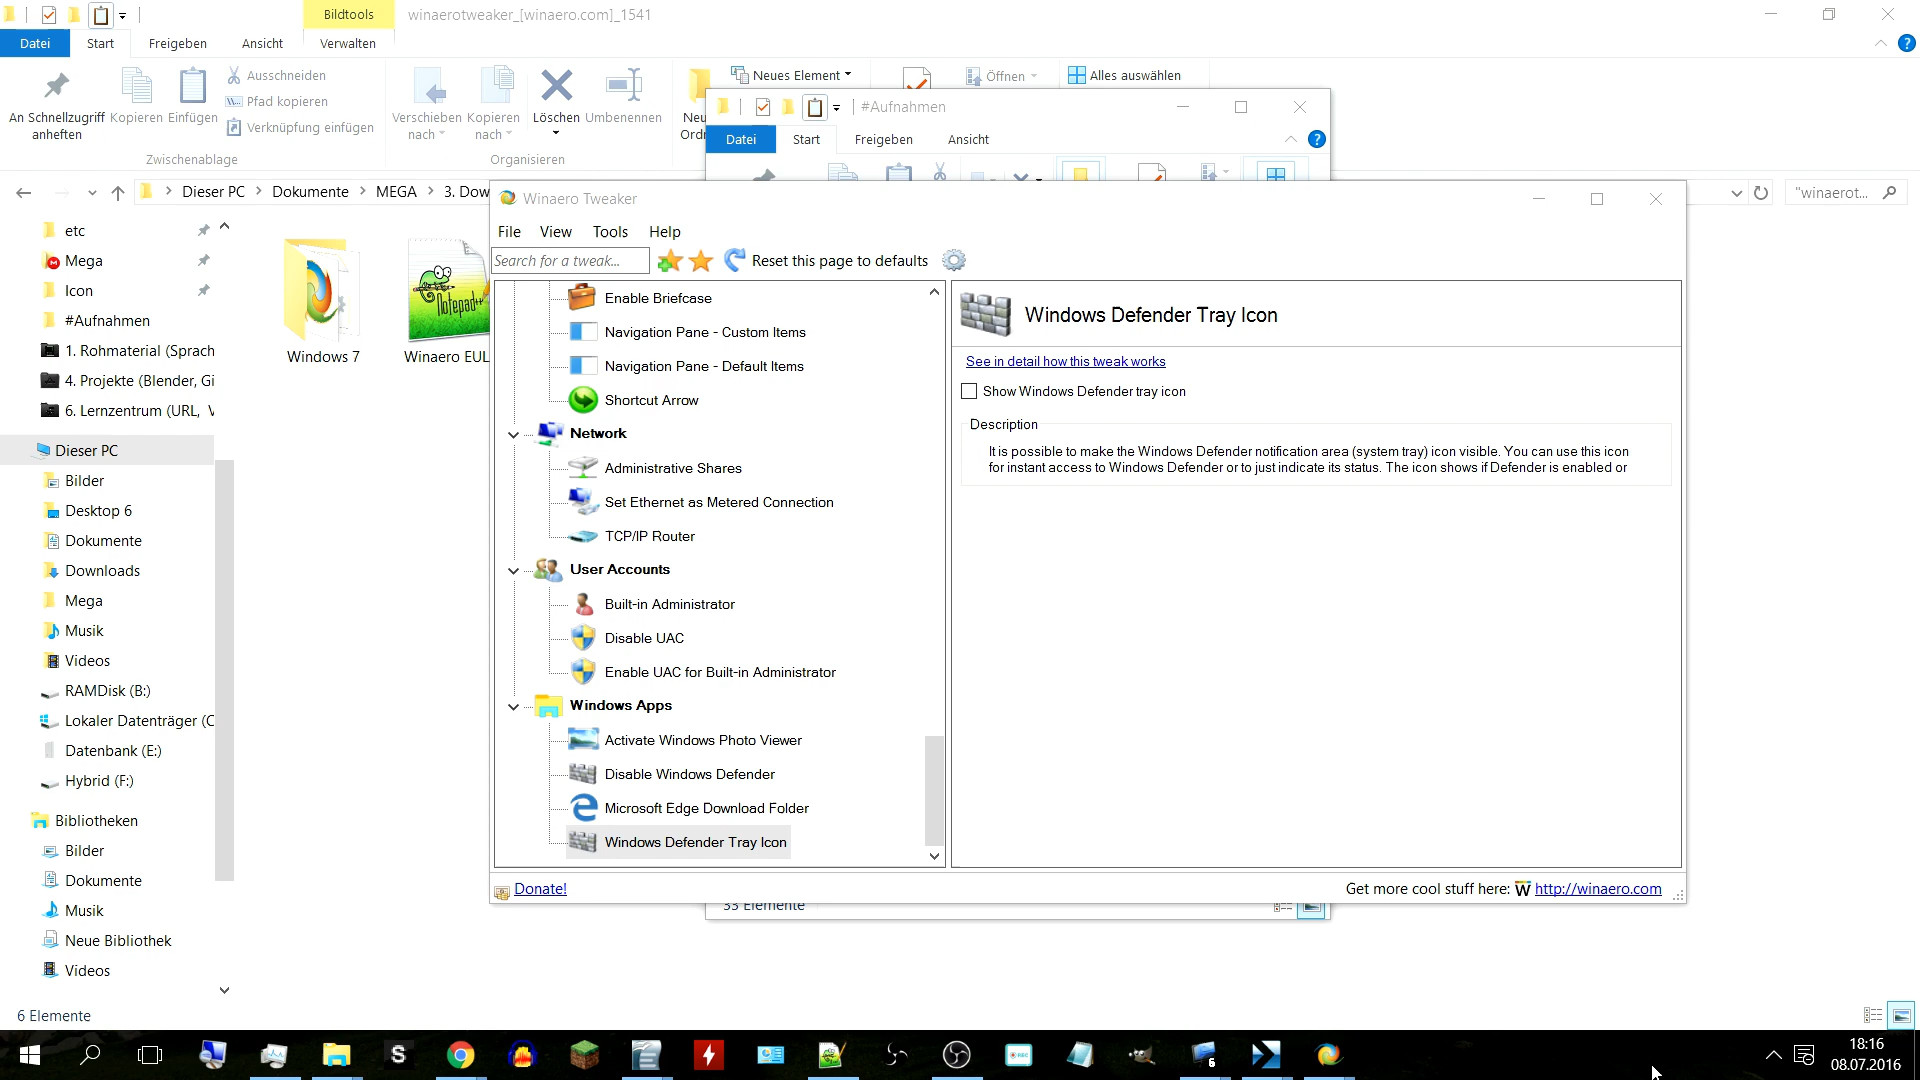 Bildtools
winaerotweaker_[winaero.com]_1541
Datei
Start
Freigeben
Ansicht
Verwalten
An Schnellzugriff
anheften
Kopieren
Einfügen
Ausschneiden
Pfad kopieren
Verknüpfung einfügen
Zwischenablage
Verschieben
nach
Kopieren
nach
Löschen
Umbenennen
Organisieren
Neues Element
Öffnen
Alles auswählen
#Aufnahmen
Datei
Start
Freigeben
Ansicht
Dieser PC
Dokumente
MEGA
3. Dow
"winaerot...
etc
Mega
Icon
#Aufnahmen
1. Rohmaterial (Sprach
4. Projekte (Blender, Gi
6. Lernzentrum (URL, V
Dieser PC
Bilder
Desktop 6
Dokumente
Downloads
Mega
Musik
Videos
RAMDisk (B:)
Lokaler Datenträger (C
Datenbank (E:)
Hybrid (F:)
Bibliotheken
Bilder
Dokumente
Musik
Neue Bibliothek
Videos
6 Elemente
Windows 7
Notepad++
Winaero EUL
Winaero Tweaker
File View Tools Help
Search for a tweak...
Reset this page to defaults
Enable Briefcase
Navigation Pane - Custom Items
Navigation Pane - Default Items
Shortcut Arrow
Network
Administrative Shares
Set Ethernet as Metered Connection
TCP/IP Router
User Accounts
Built-in Administrator
Disable UAC
Enable UAC for Built-in Administrator
Windows Apps
Activate Windows Photo Viewer
Disable Windows Defender
Microsoft Edge Download Folder
Windows Defender Tray Icon
Windows Defender Tray Icon
See in detail how this tweak works
Show Windows Defender tray icon
Description
It is possible to make the Windows Defender notification area (system tray) icon visible. You can use this icon
for instant access to Windows Defender or to just indicate its status. The icon shows if Defender is enabled or
Donate!
Get more cool stuff here: W http://winaero.com
33 Elemente
18:16
08.07.2016